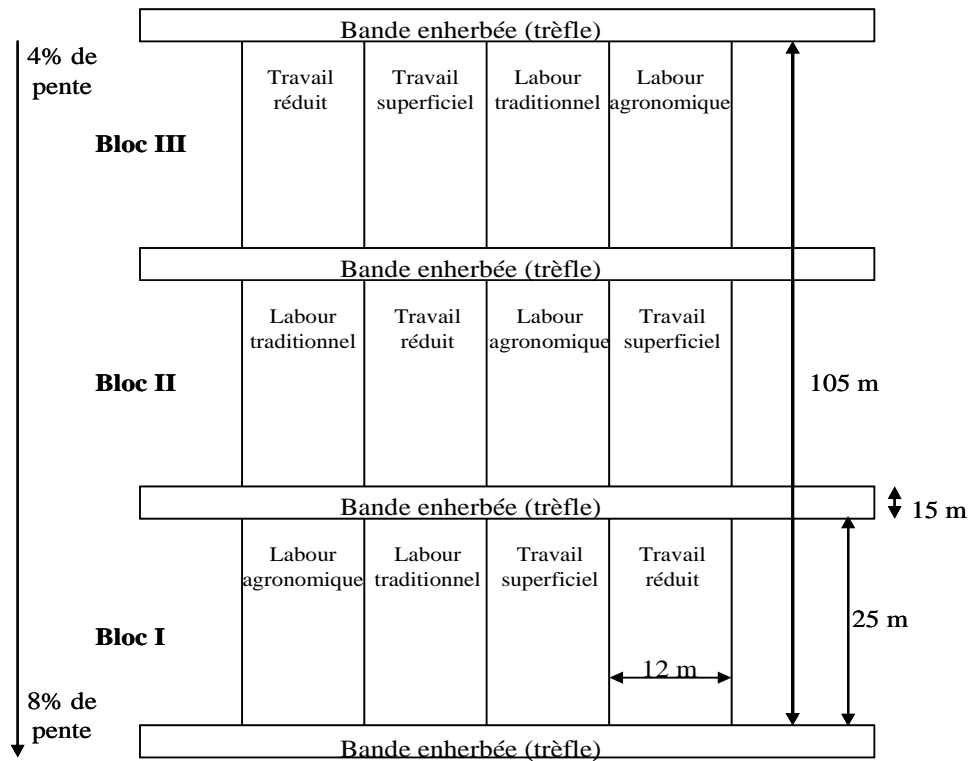 Bande enherbée (trèfle)
4% de
pente
Travail
réduit
Travail
superficiel
Labour
traditionnel
Labour
agronomique
Bloc III
Bande enherbée (trèfle)
Labour
traditionnel
Travail
réduit
Labour
agronomique
Travail
superficiel
Bloc II
105 m
Bande enherbée (trèfle)
15 m
Labour
agronomique
Labour
traditionnel
Travail
superficiel
Travail
réduit
Bloc I
25 m
12 m
8% de
pente
Bande enherbée (trèfle)